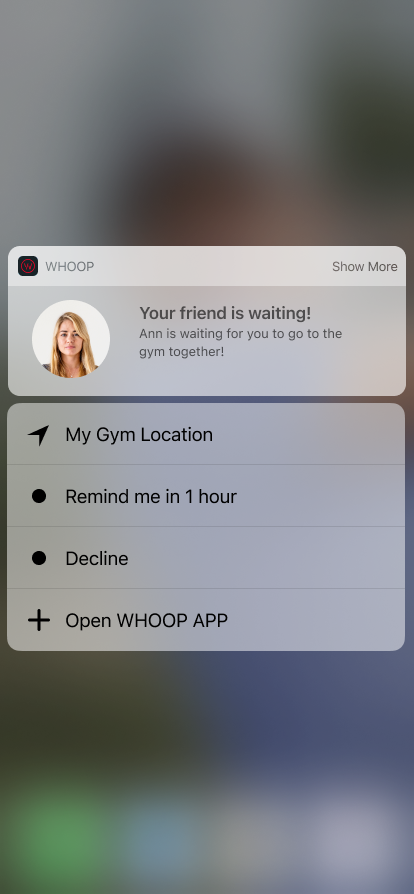 WHOOP
Show More
Your friend is waiting!
Ann is waiting for you to go to the
gym together!
My Gym Location
Remind me in 1 hour
Decline
Open WHOOP APP